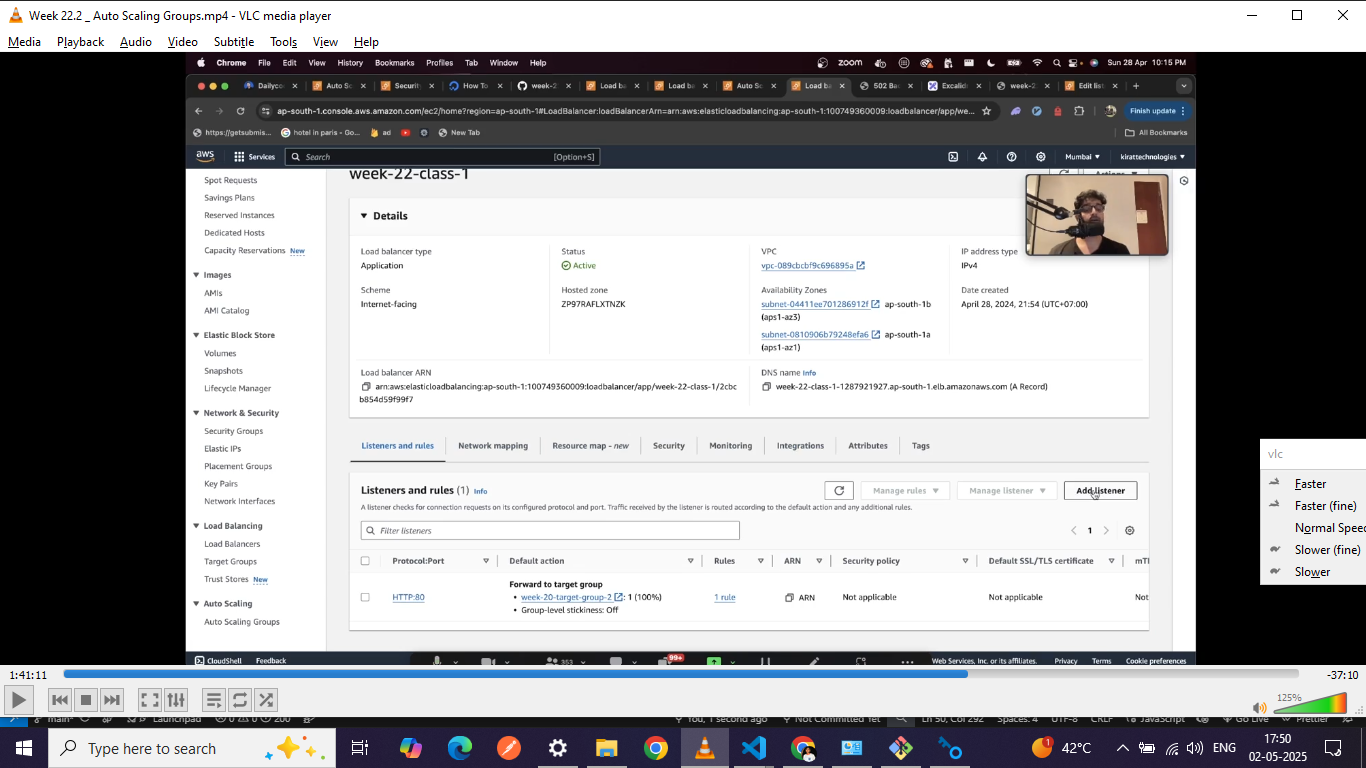 Week 22.2 _ Auto Scaling Groups.mp4 - VLC media player
Media Playback Audio Video Subtitle Tools View Help
Chrome File Edit View History Bookmarks Profiles Tab Window Help
zoom Sun 28 Apr 10:15 PM
Dailyco Auto Sc Securit How To week-2 Load ba Load ba Auto Sc Load ba 502 Ba Excalid week-2 Edit list
ap-south-1.console.aws.amazon.com/ec2/home?region=ap-south-1#LoadBalancer:loadBalancerArn=arn:aws:elasticloadbalancing:ap-south-1:100749360009:loadbalancer/app/we... Finish update
https://getsubmis... hotel in paris - Go... ad New Tab All Bookmarks
aws Services Search [Option+S] Mumbai kirattechnologies
Spot Requests
Savings Plans
Reserved Instances
Dedicated Hosts
Capacity Reservations New
Images
AMIs
AMI Catalog
Elastic Block Store
Volumes
Snapshots
Lifecycle Manager
Network & Security
Security Groups
Elastic IPs
Placement Groups
Key Pairs
Network Interfaces
Load Balancing
Load Balancers
Target Groups
Trust Stores New
Auto Scaling
Auto Scaling Groups
week-22-class-1
Actions
Details
Load balancer type
Application
Status
Active
VPC
vpc-089cbcbf9c696895a
IP address type
IPv4
Scheme
Internet-facing
Hosted zone
ZP97RAFLXTNZK
Availability Zones
subnet-04411ee701286912f ap-south-1b
(aps1-az3)
subnet-0810906b79248efa6 ap-south-1a
(aps1-az1)
Date created
April 28, 2024, 21:54 (UTC+07:00)
Load balancer ARN
arn:aws:elasticloadbalancing:ap-south-1:100749360009:loadbalancer/app/week-22-class-1/2cbc
b854d59f99f7
DNS name Info
week-22-class-1-1287921927.ap-south-1.elb.amazonaws.com (A Record)
Listeners and rules Network mapping Resource map - new Security Monitoring Integrations Attributes Tags
Listeners and rules (1) Info
Manage rules Manage listener Add listener
A listener checks for connection requests on its configured protocol and port. Traffic received by the listener is routed according to the default action and any additional rules.
Filter listeners
1
Protocol:Port Default action Rules ARN Security policy Default SSL/TLS certificate mTl
HTTP:80
Forward to target group
• week-20-target-group-2 : 1 (100%)
• Group-level stickiness: Off
1 rule
ARN
Not applicable
Not applicable
Not
CloudShell Feedback
353 99+
Web Services, Inc. or its affiliates. Privacy Terms Cookie preferences
vlc
Faster
Faster (fine)
Normal Speed
Slower (fine)
Slower
1:41:11 -37:10
125%
main* Launchpad 0 0 200
You, 1 second ago Not Committed Yet Ln 50, Col 292 Spaces: 4 UTF-8 CRLF JavaScript Go Live Prettier
Type here to search
1
42°C
ENG
17:50
02-05-2025